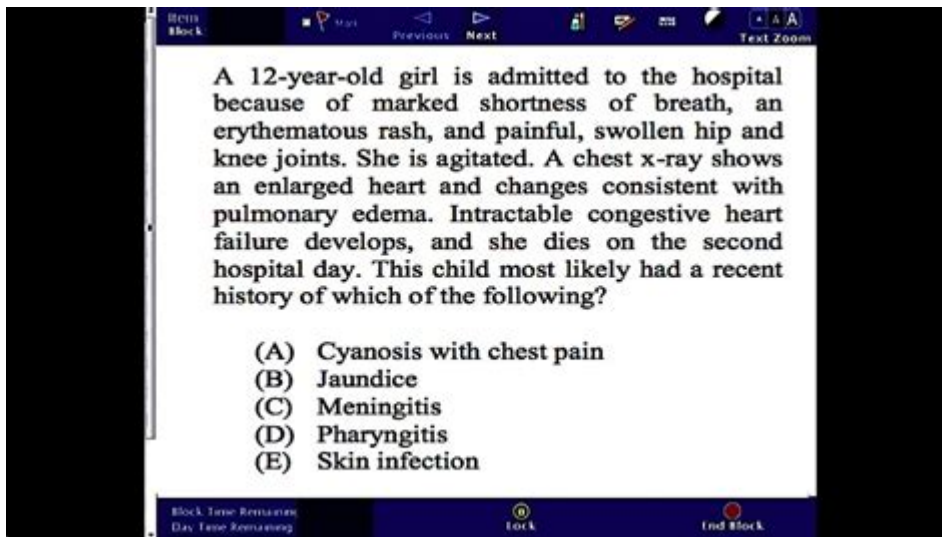 Item
Block
Mark
Previous
Next
A A A
Text Zoom
A 12-year-old girl is admitted to the hospital
because of marked shortness of breath, an
erythematous rash, and painful, swollen hip and
knee joints. She is agitated. A chest x-ray shows
an enlarged heart and changes consistent with
pulmonary edema. Intractable congestive heart
failure develops, and she dies on the second
hospital day. This child most likely had a recent
history of which of the following?
(A) Cyanosis with chest pain
(B) Jaundice
(C) Meningitis
(D) Pharyngitis
(E) Skin infection
Block Time Remaining
Day Time Remaining
Lock
End Block